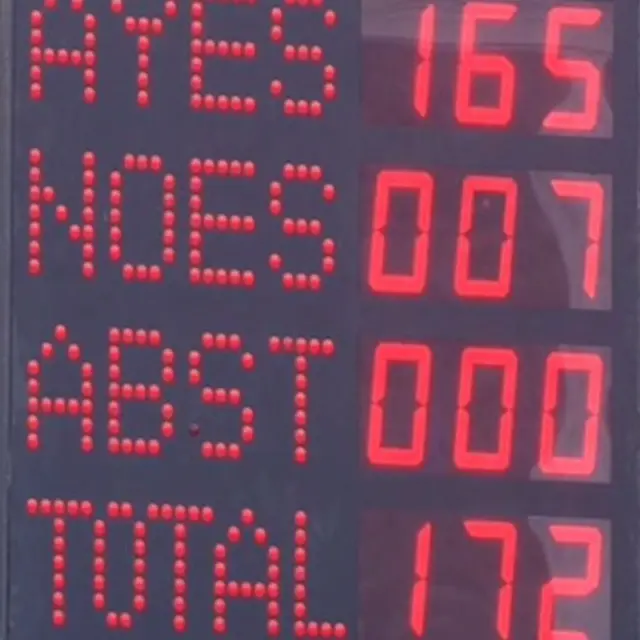 AYES 165
NOES 007
ABST 000
TOTAL 172